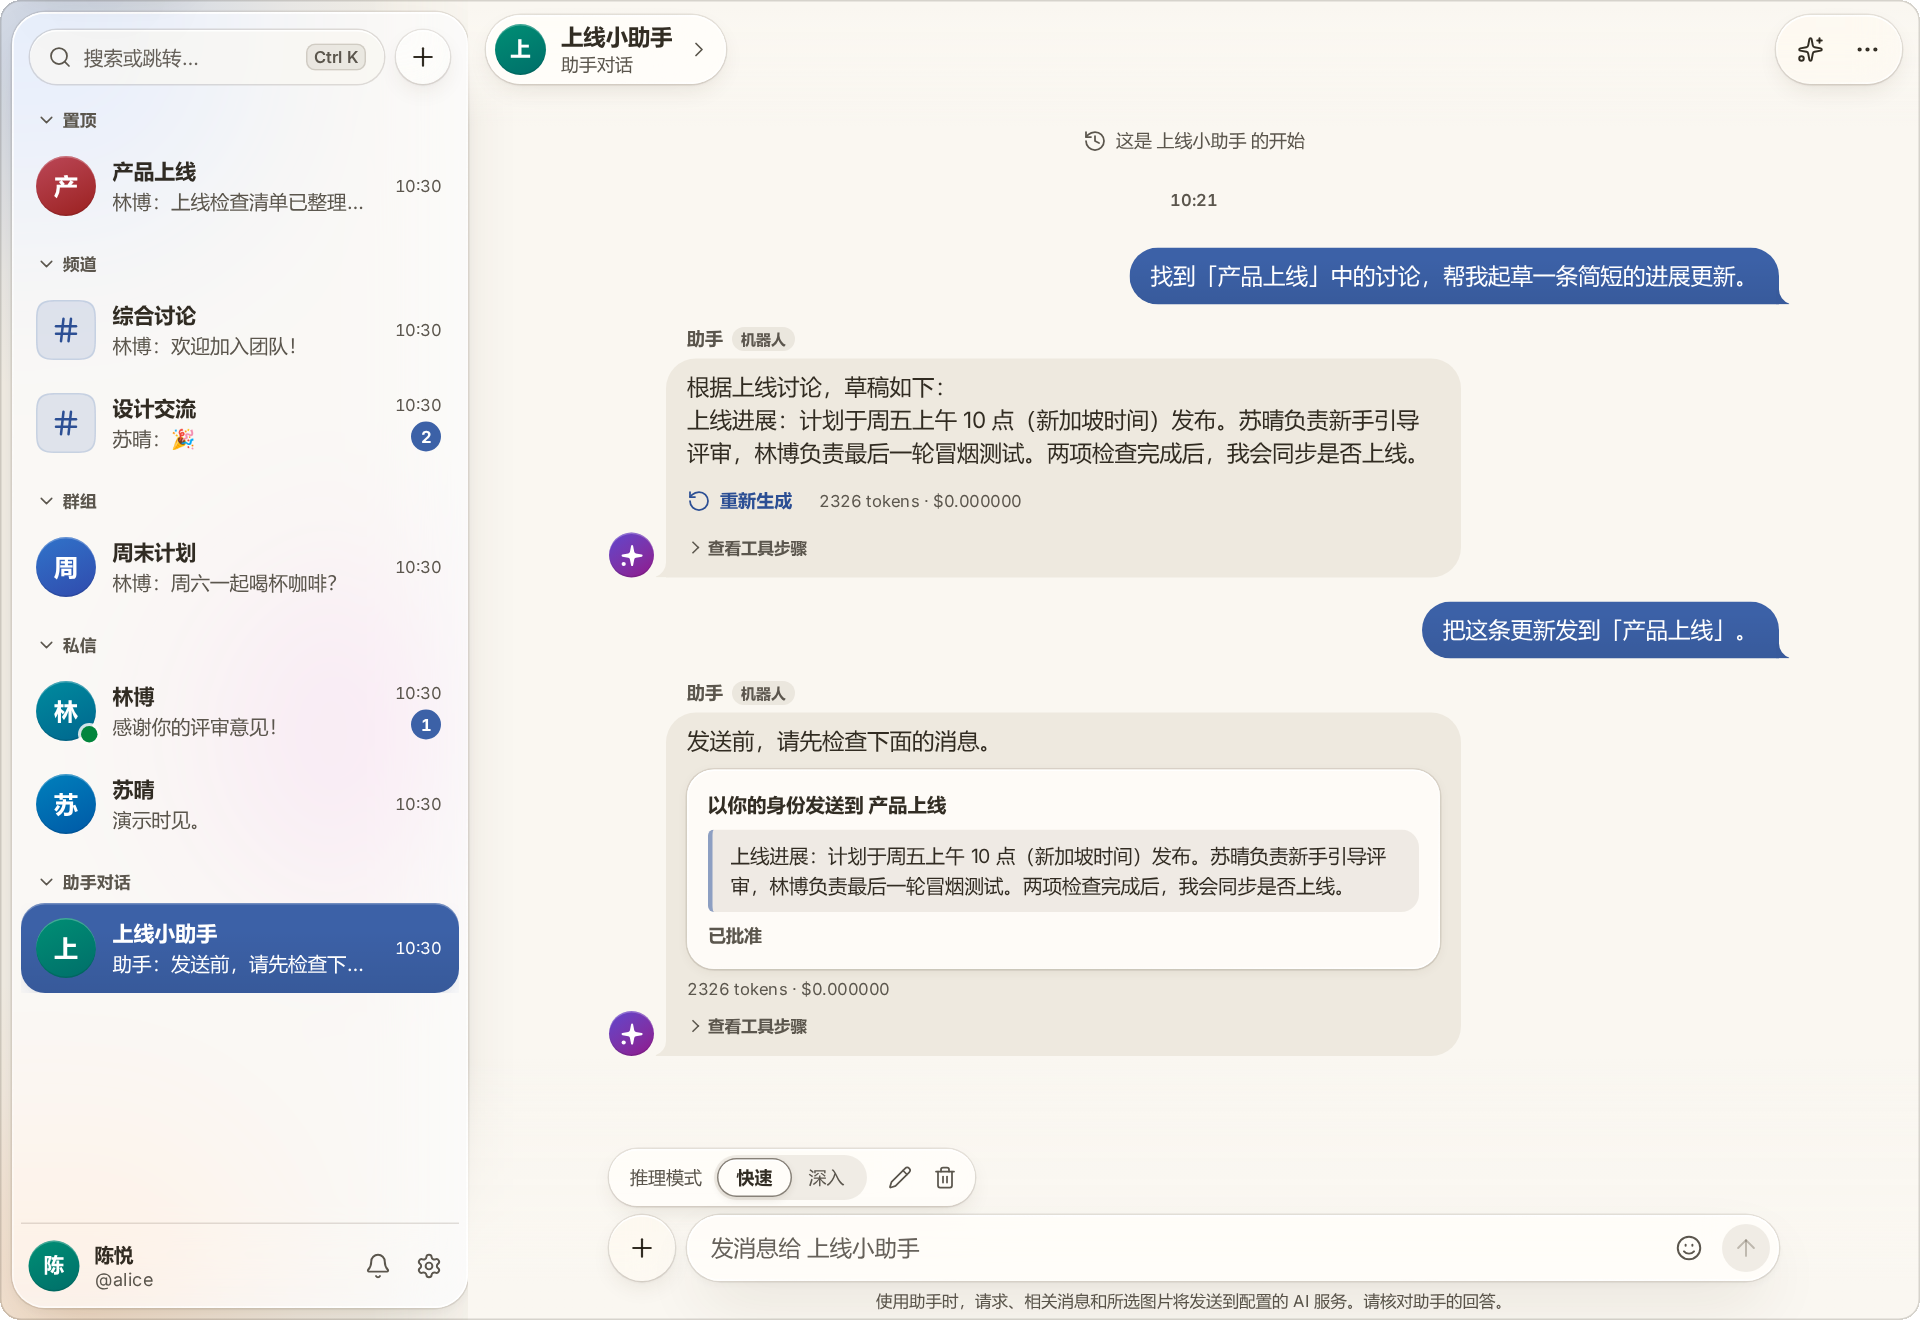 搜索或跳转...
Ctrl K
置顶
产
产品上线
林博：上线检查清单已整理...
10:30
频道
综合讨论
林博：欢迎加入团队！
10:30
设计交流
苏晴：🎉
10:30
2
群组
周
周末计划
林博：周六一起喝杯咖啡？
10:30
私信
林
林博
感谢你的评审意见！
10:30
1
苏
苏晴
演示时见。
10:30
助手对话
上
上线小助手
助手：发送前，请先检查下...
10:30
陈
陈悦
@alice
上
上线小助手
助手对话
这是 上线小助手 的开始
10:21
找到「产品上线」中的讨论，帮我起草一条简短的进展更新。
助手 机器人
根据上线讨论，草稿如下：
上线进展：计划于周五上午 10 点（新加坡时间）发布。苏晴负责新手引导
评审，林博负责最后一轮冒烟测试。两项检查完成后，我会同步是否上线。
重新生成 2326 tokens · $0.000000
查看工具步骤
把这条更新发到「产品上线」。
助手 机器人
发送前，请先检查下面的消息。
以你的身份发送到 产品上线
上线进展：计划于周五上午 10 点（新加坡时间）发布。苏晴负责新手引导评
审，林博负责最后一轮冒烟测试。两项检查完成后，我会同步是否上线。
已批准
2326 tokens · $0.000000
查看工具步骤
推理模式 快速 深入
发消息给 上线小助手
使用助手时，请求、相关消息和所选图片将发送到配置的 AI 服务。请核对助手的回答。